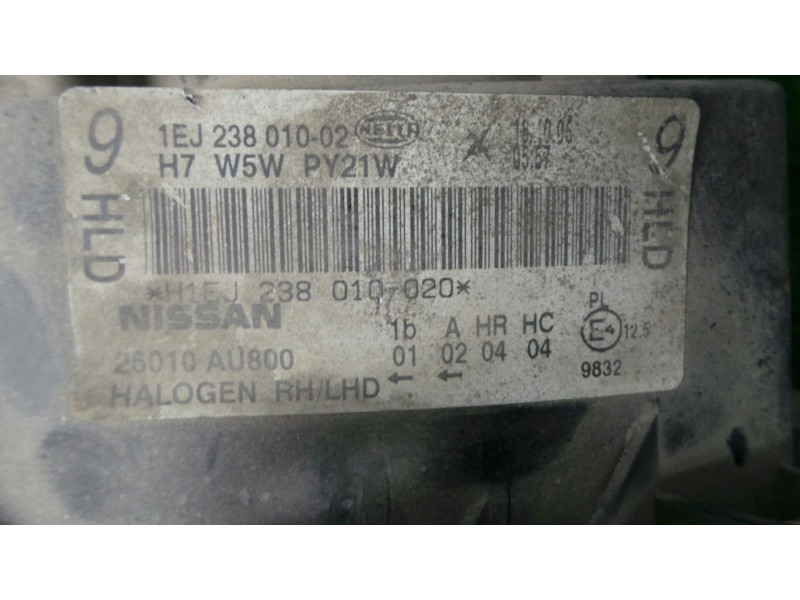 9 HLD
1EJ 238 010-02 HELLA
H7 W5W PY21W
*H1EJ 238 010-020*
NISSAN
26010 AU800
HALOGEN RH/LHD
1b A HR HC
01 02 04 04
← ←
PL
E4 12.5
9832
9 HLD